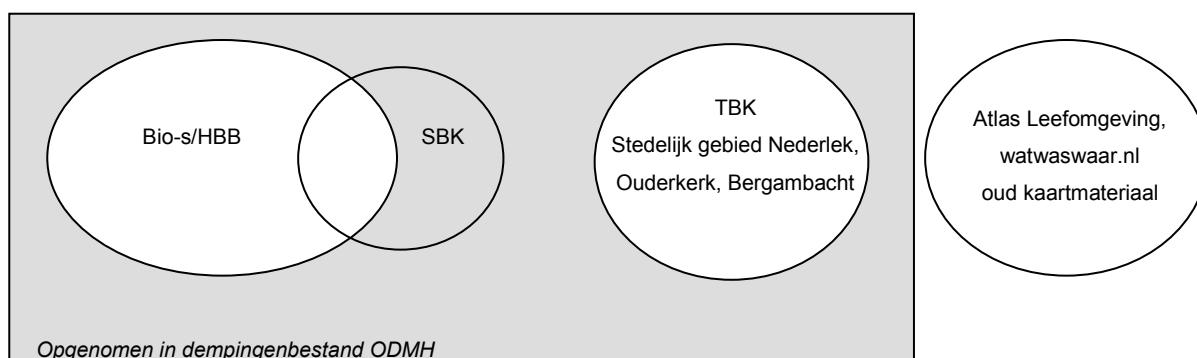 Bio-s/HBB
SBK
TBK
Stedelijk gebied Nederlek,
Ouderkerk, Bergambacht
Atlas Leefomgeving,
watwaswaar.nl
oud kaartmateriaal
Opgenomen in dempingenbestand ODMH